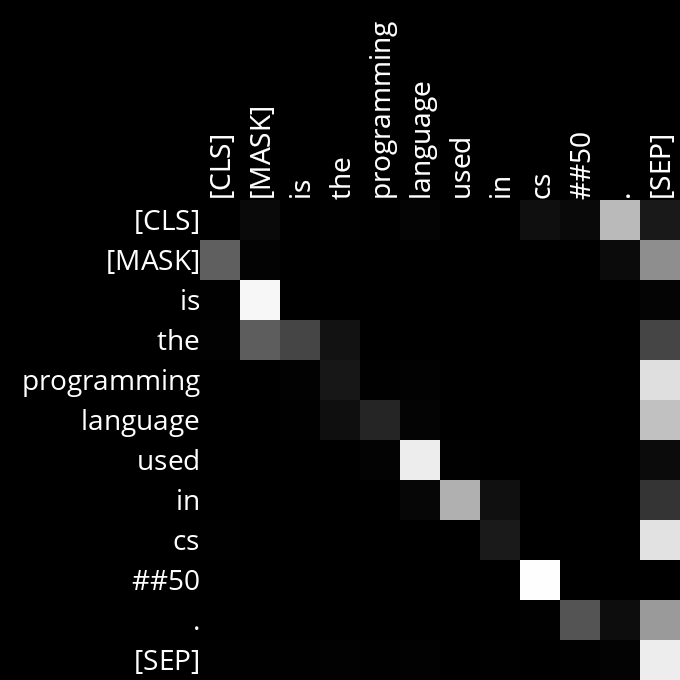 [CLS]
[MASK]
is
the
programming
language
used
in
cs
##50
.
[SEP]
[CLS]
[MASK]
is
the
programming
language
used
in
cs
##50
.
[SEP]